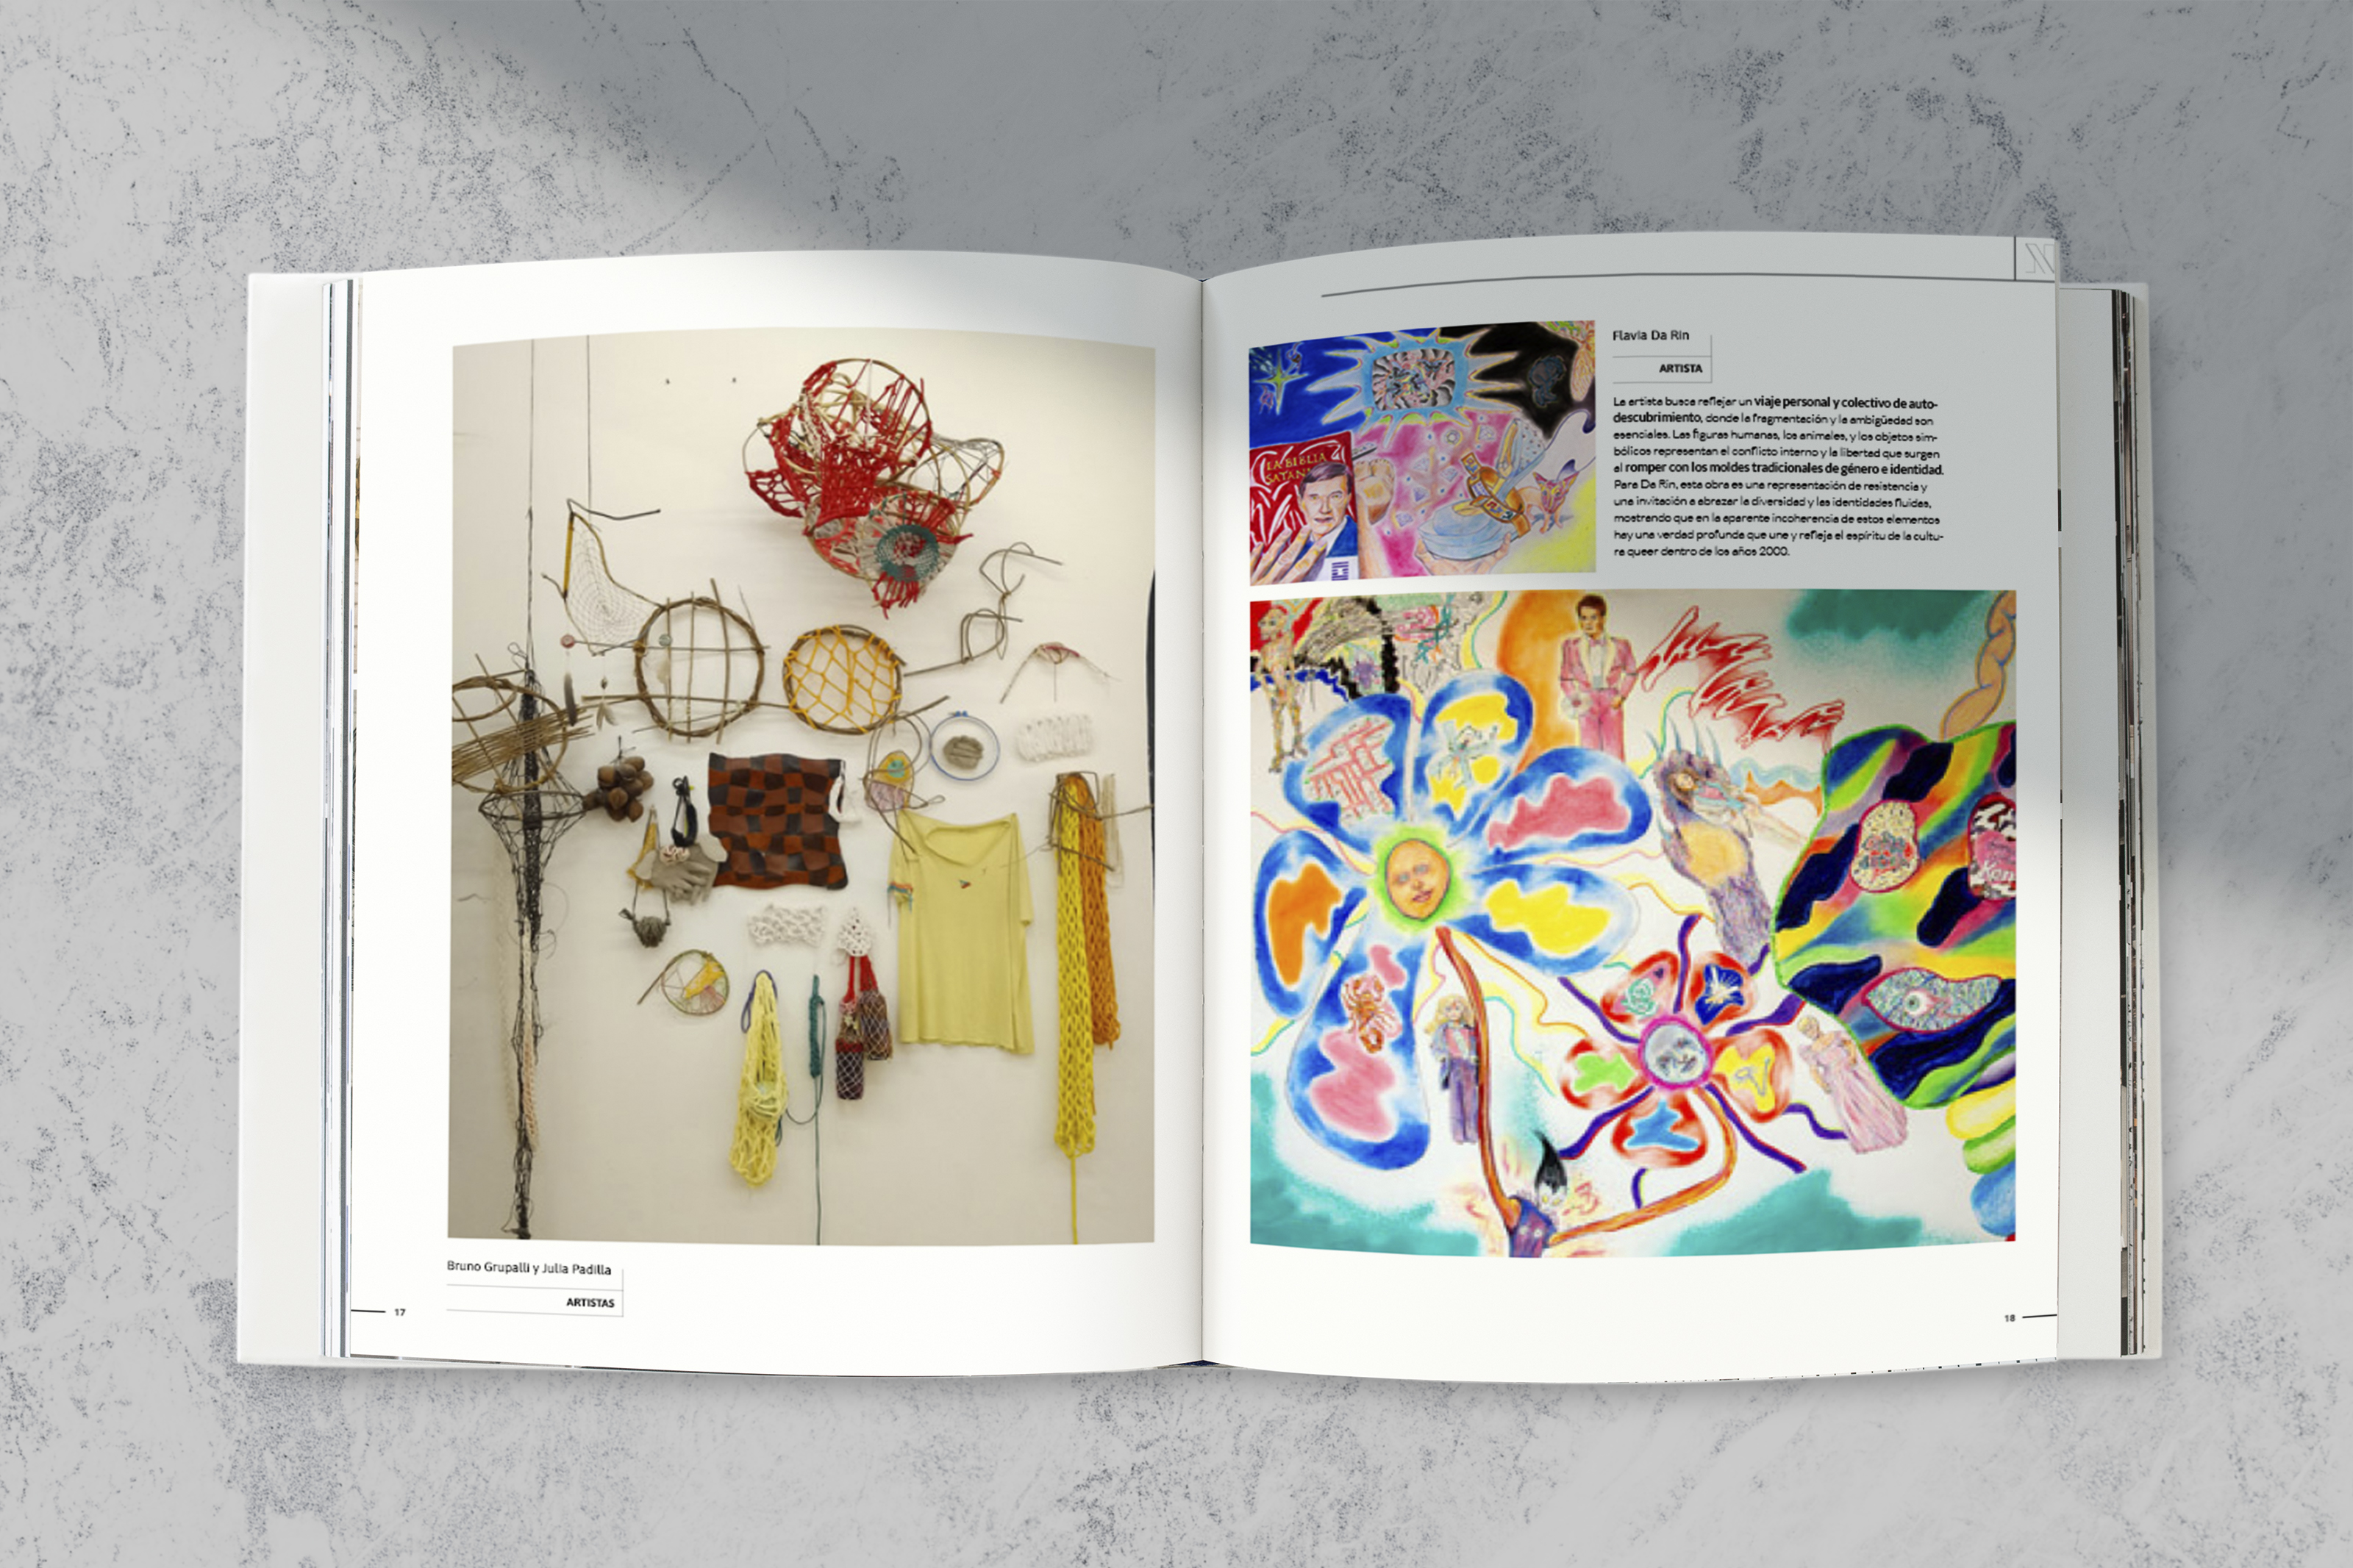 Bruno Grupalli y Julia Padilla
ARTISTAS
17
Flavia Da Rin
ARTISTA
La artista busca reflejar un viaje personal y colectivo de auto-
descubrimiento, donde la fragmentación y la ambigüedad son
esenciales. Las figuras humanas, los animales, y los objetos sim-
bólicos representan el conflicto interno y la libertad que surgen
al romper con los moldes tradicionales de género e identidad.
Para Da Rin, esta obra es una representación de resistencia y
una invitación a abrazar la diversidad y las identidades fluidas,
mostrando que en la aparente incoherencia de estos elementos
hay una verdad profunda que une y refleja el espíritu de la cultu-
ra queer dentro de los años 2000.
LA BIBLIA
SATAN
18